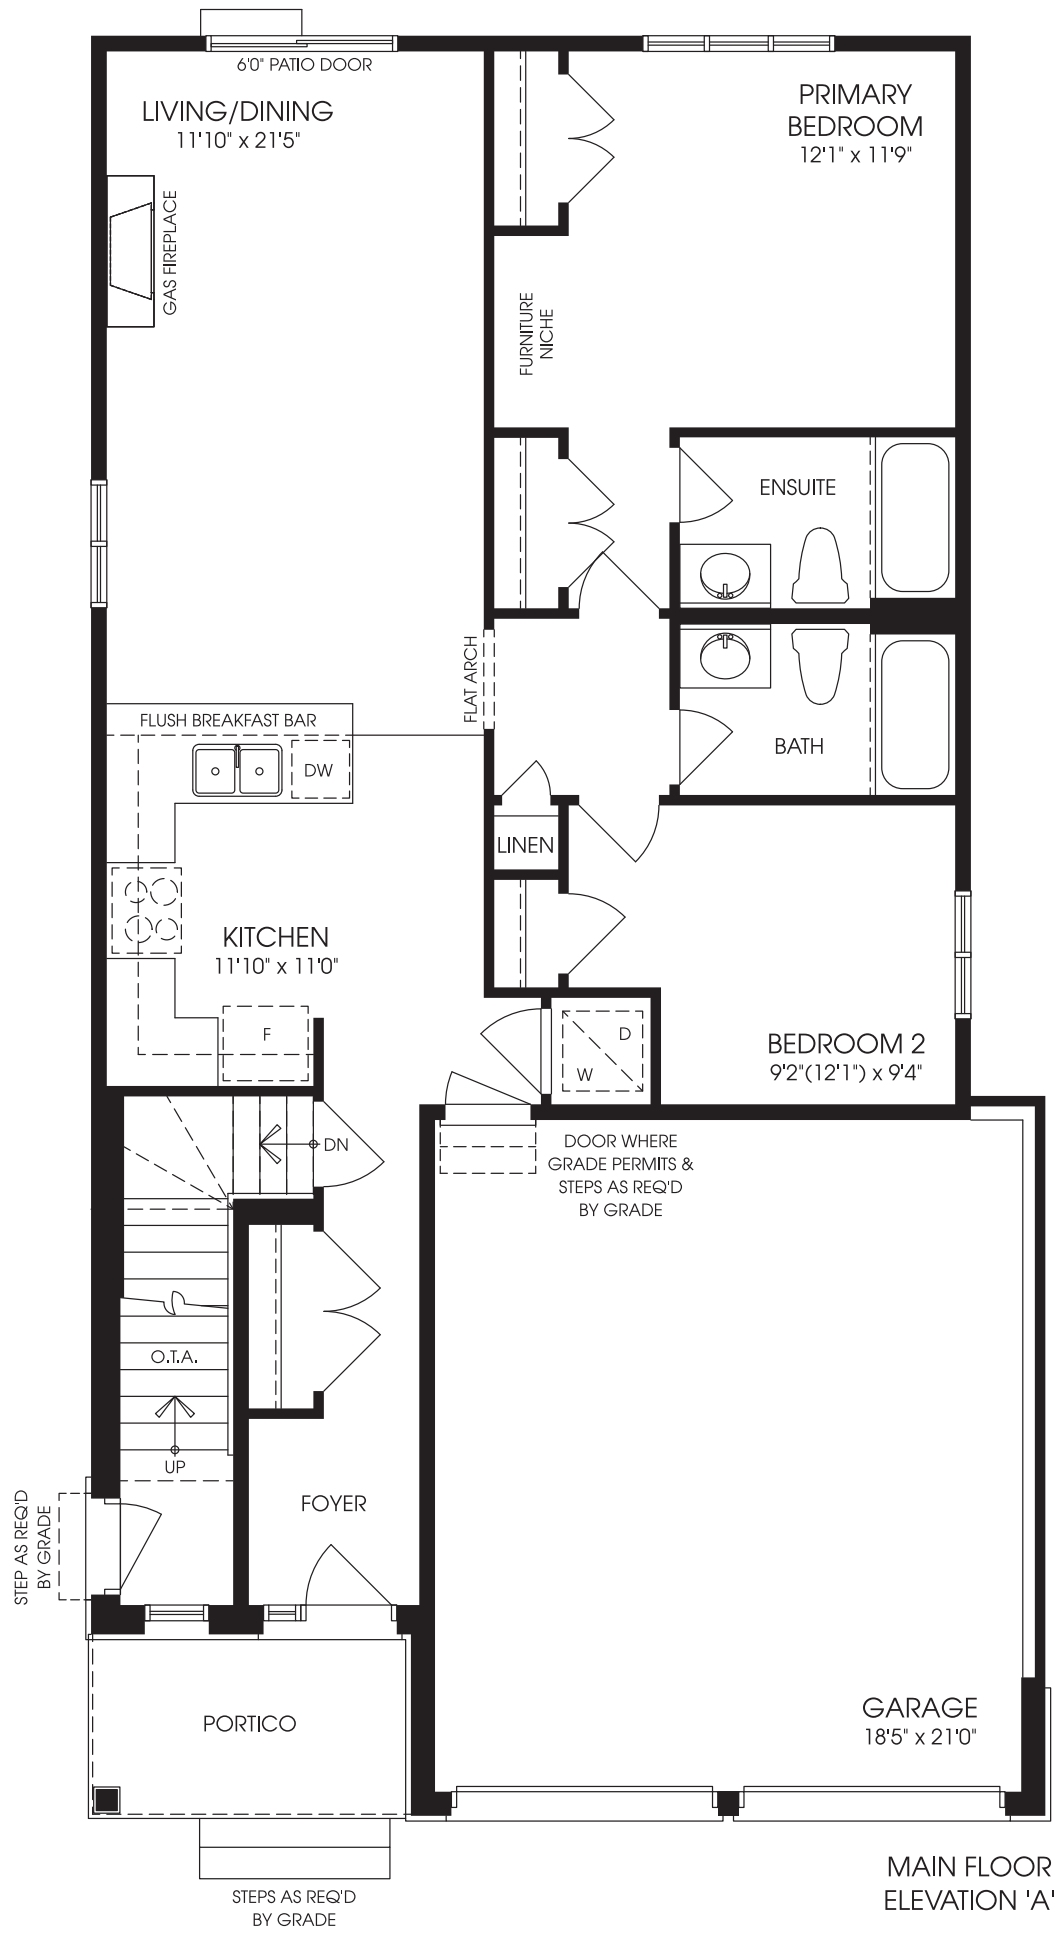 6'0" PATIO DOOR
LIVING/DINING
11'10" x 21'5"
PRIMARY
BEDROOM
12'1" x 11'9"
GAS FIREPLACE
FURNITURE
NICHE
ENSUITE
FLAT ARCH
FLUSH BREAKFAST BAR
DW
BATH
LINEN
KITCHEN
11'10" x 11'0"
F
D
W
BEDROOM 2
9'2"(12'1") x 9'4"
DN
DOOR WHERE
GRADE PERMITS &
STEPS AS REQ'D
BY GRADE
O.T.A.
UP
FOYER
STEP AS REQ'D
BY GRADE
PORTICO
GARAGE
18'5" x 21'0"
STEPS AS REQ'D
BY GRADE
MAIN FLOOR
ELEVATION 'A'